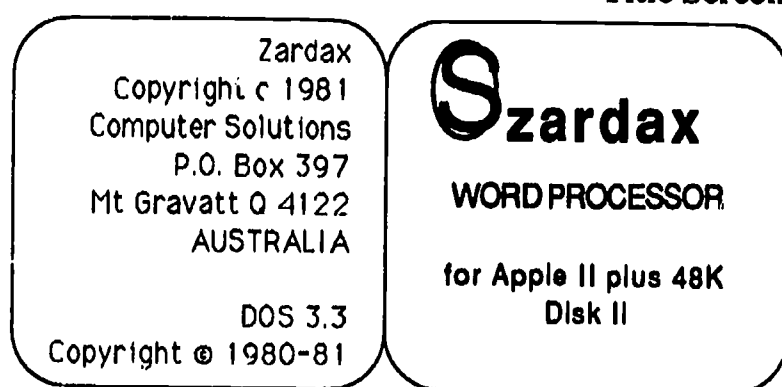 Zardax
Copyright c 1981
Computer Solutions
P.O. Box 397
Mt Gravatt Q 4122
AUSTRALIA
DOS 3.3
Copyright © 1980-81
S zardax
WORD PROCESSOR
for Apple II plus 48K
Disk II